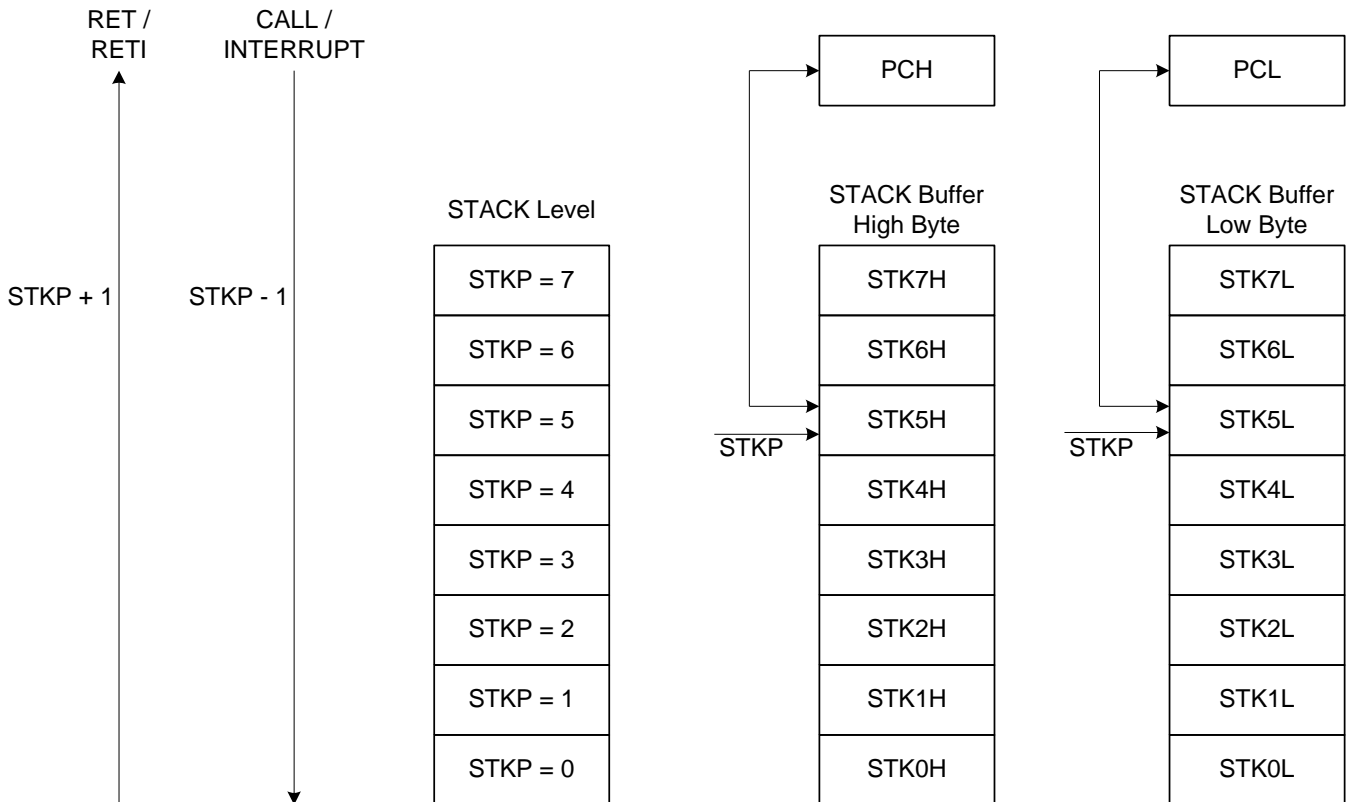 RET /
RETI
CALL /
INTERRUPT
PCH
PCL
STACK Level
STACK Buffer
High Byte
STACK Buffer
Low Byte
STKP + 1
STKP - 1
STKP = 7
STK7H
STK7L
STKP = 6
STK6H
STK6L
STKP = 5
STKP
STK5H
STKP
STK5L
STKP = 4
STK4H
STK4L
STKP = 3
STK3H
STK3L
STKP = 2
STK2H
STK2L
STKP = 1
STK1H
STK1L
STKP = 0
STK0H
STK0L